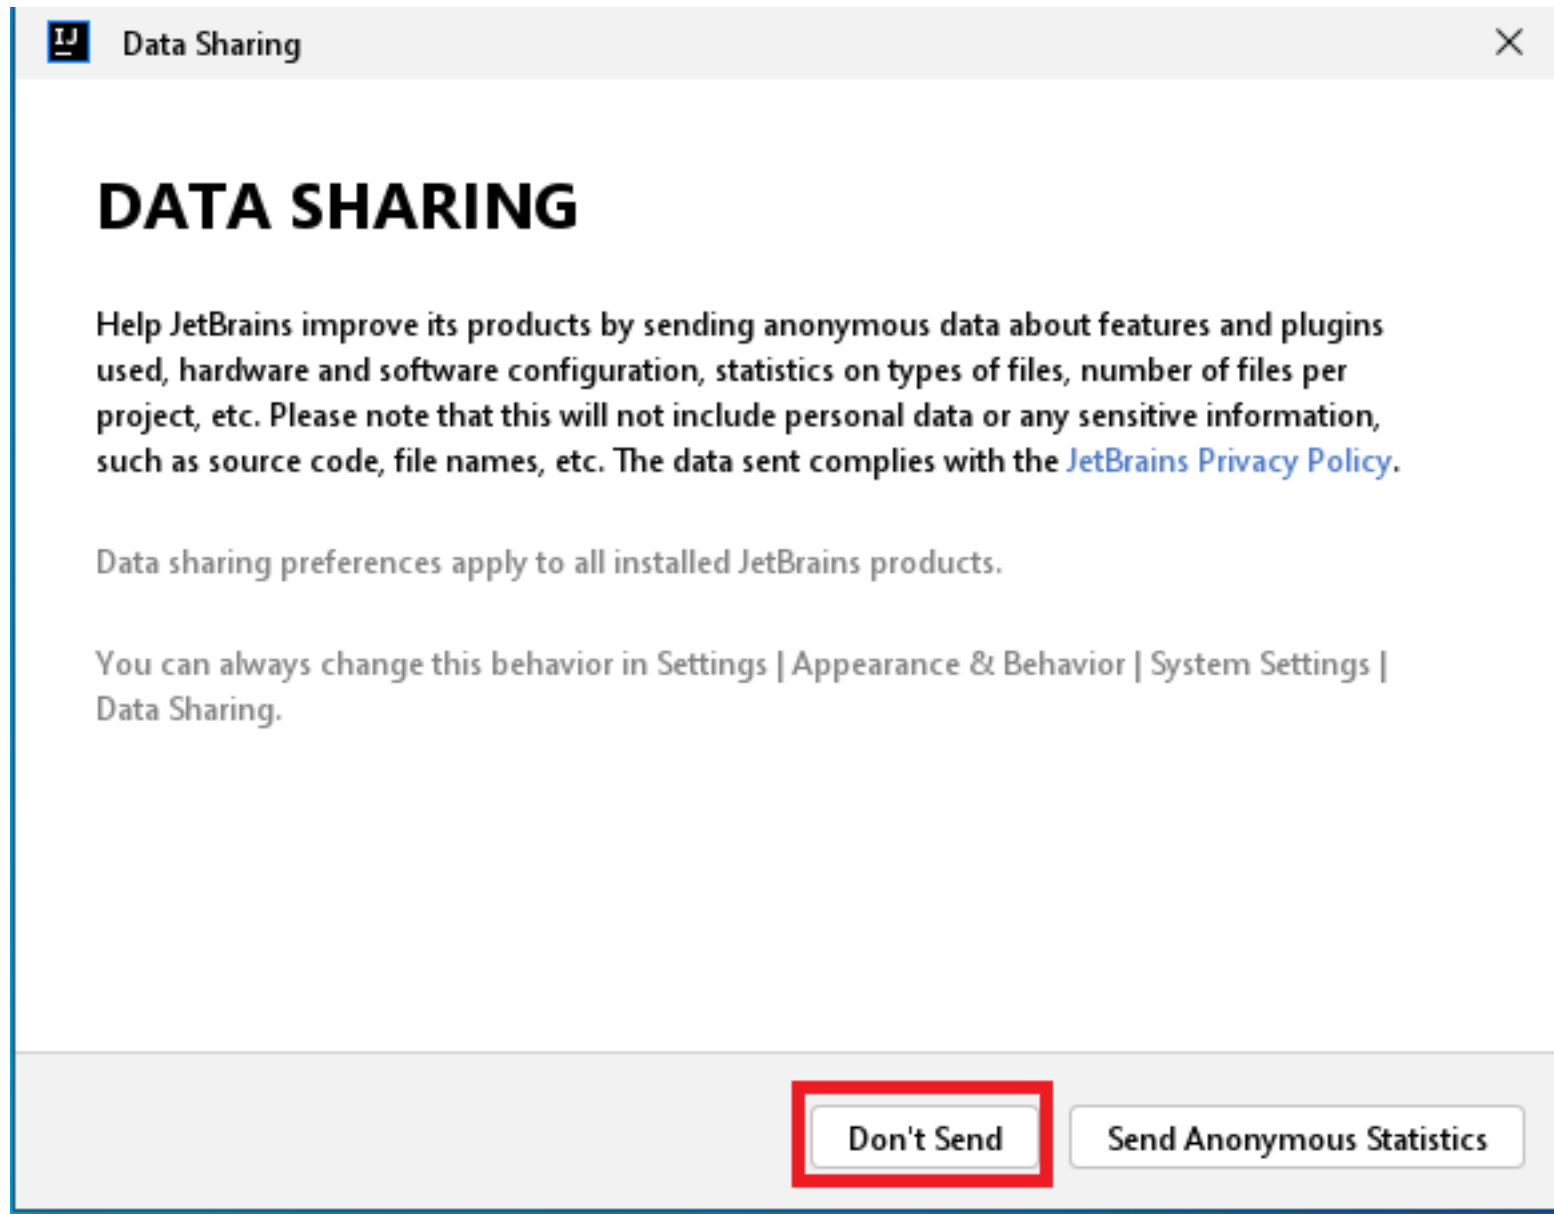 IJ
Data Sharing
DATA SHARING
Help JetBrains improve its products by sending anonymous data about features and plugins
used, hardware and software configuration, statistics on types of files, number of files per
project, etc. Please note that this will not include personal data or any sensitive information,
such as source code, file names, etc. The data sent complies with the JetBrains Privacy Policy.
Data sharing preferences apply to all installed JetBrains products.
You can always change this behavior in Settings | Appearance & Behavior | System Settings |
Data Sharing.
Don't Send
Send Anonymous Statistics